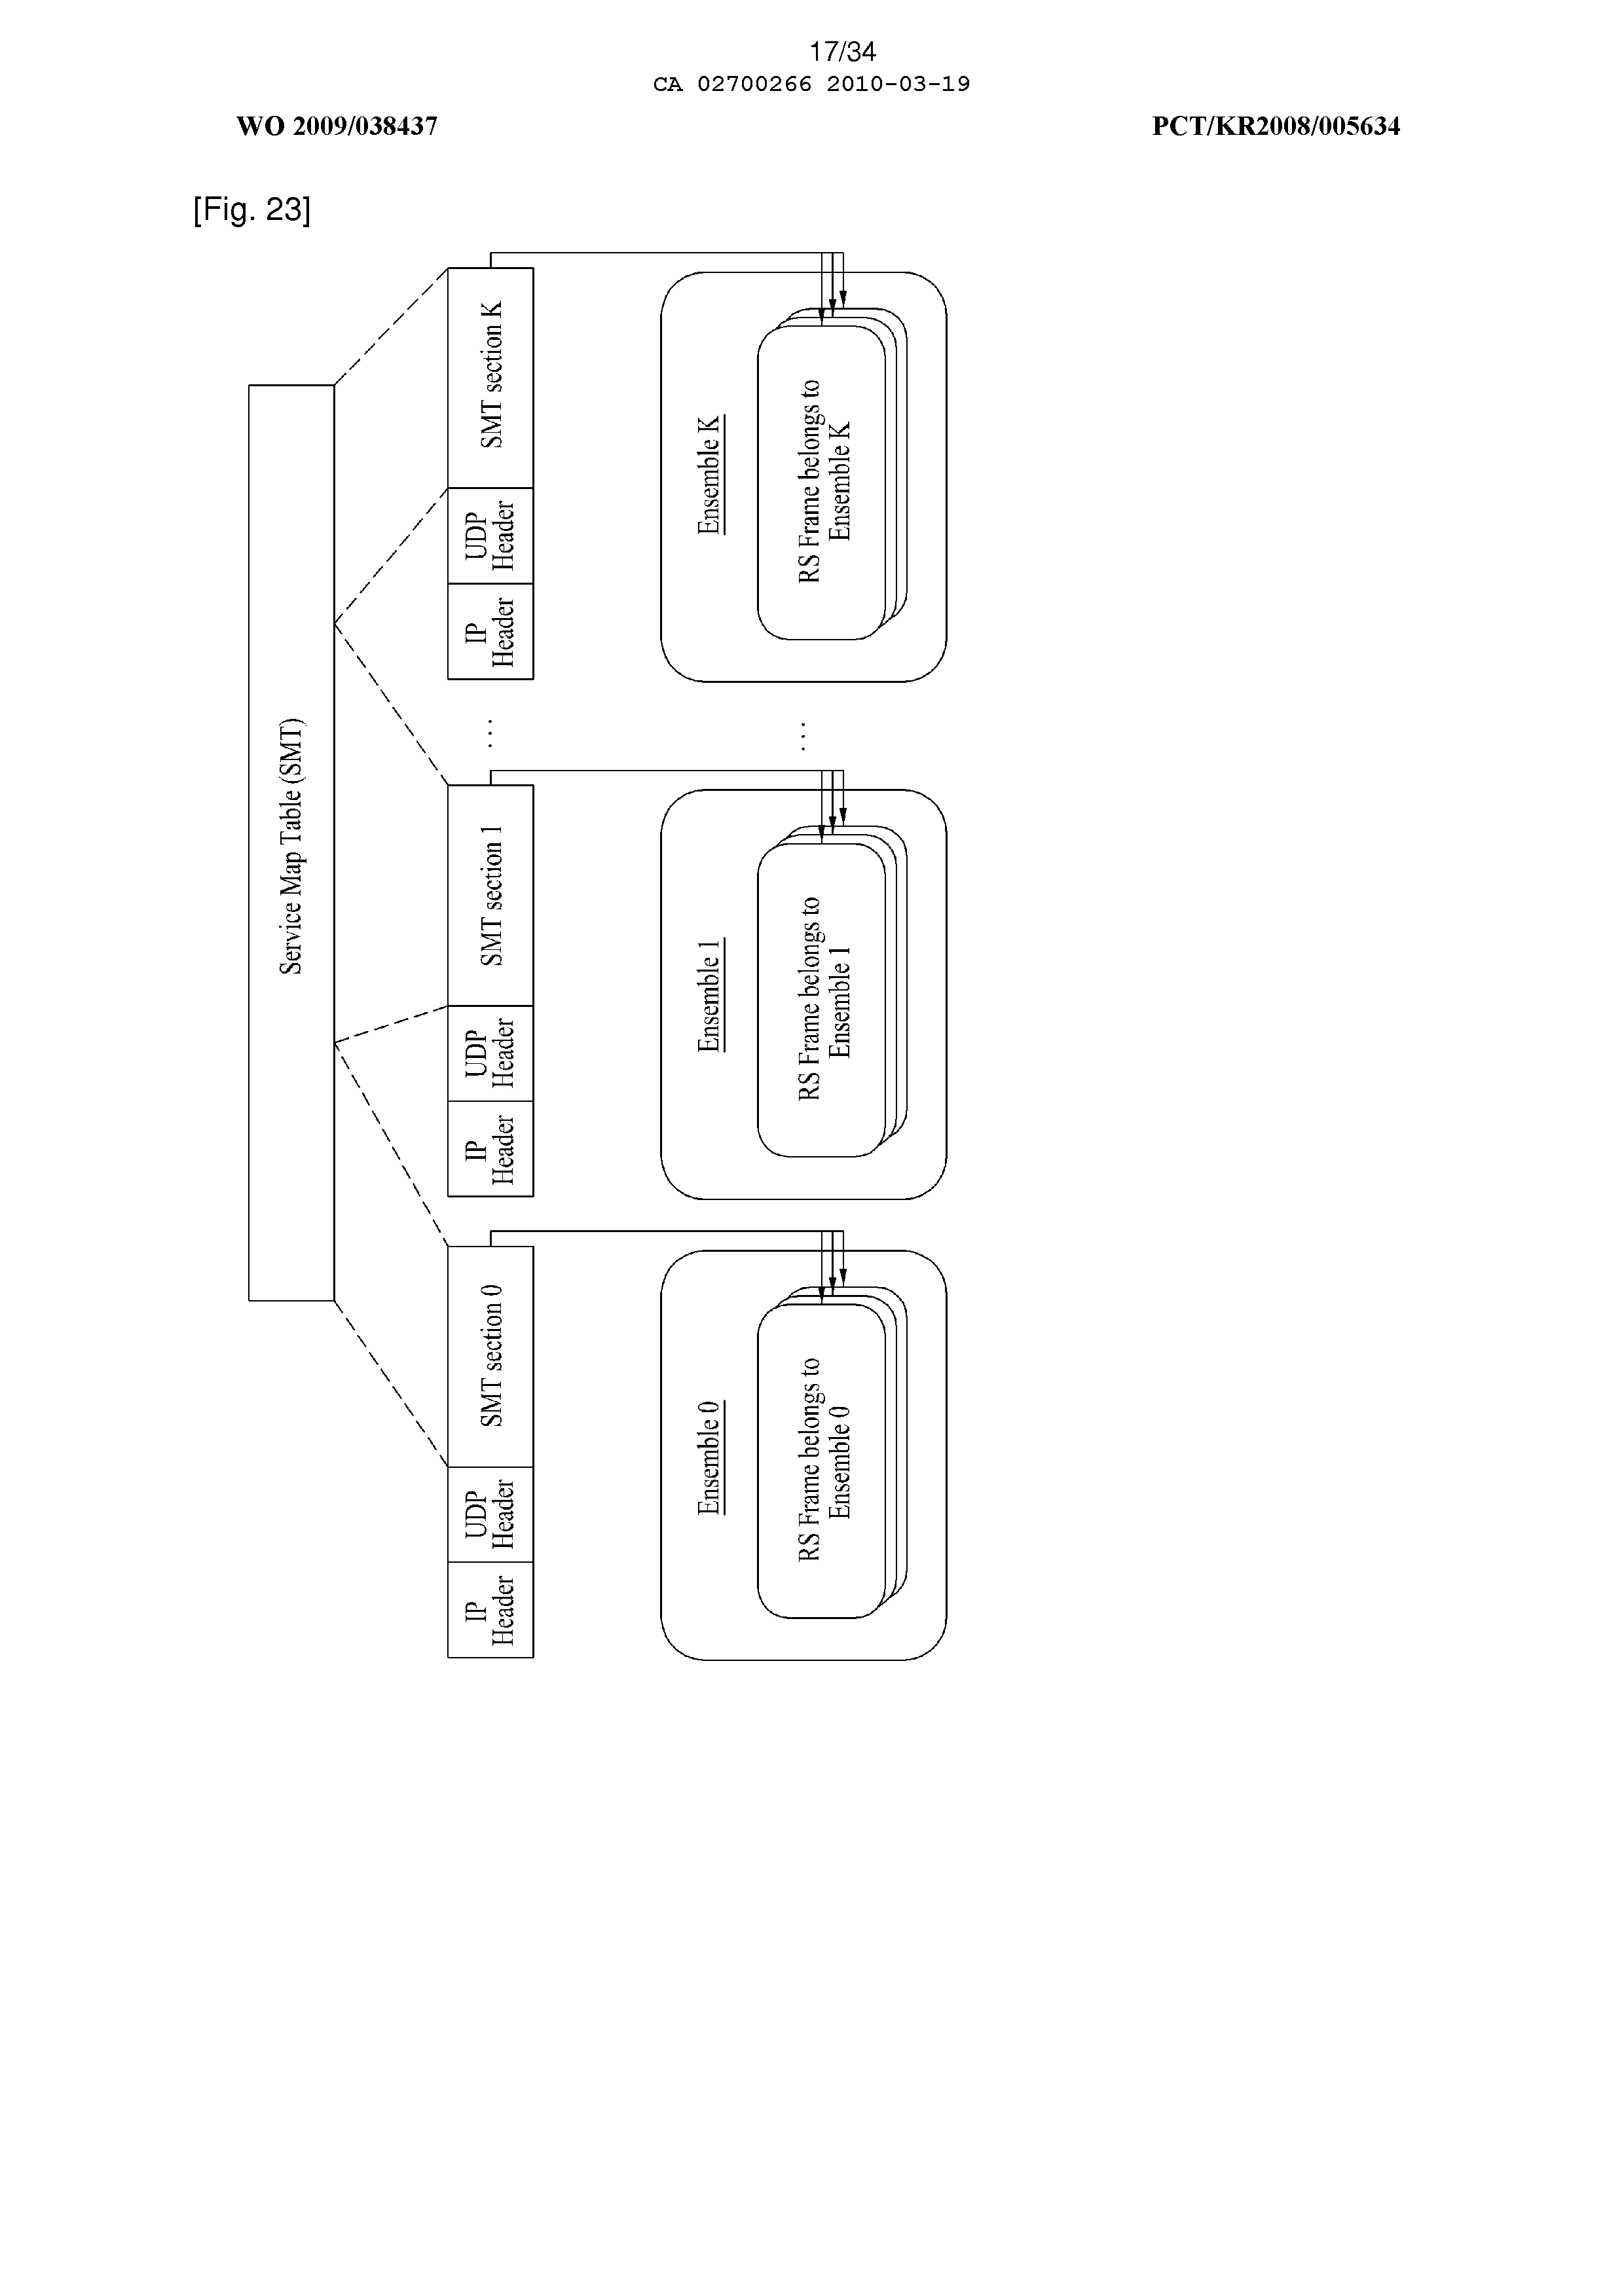 17/34
CA 02700266 2010-03-19
WO 2009/038437
PCT/KR2008/005634
[Fig. 23]
Service Map Table (SMT)
IP
Header
UDP
Header
SMT section 0
IP
Header
UDP
Header
SMT section 1
...
IP
Header
UDP
Header
SMT section K
Ensemble 0
RS Frame belongs to
Ensemble 0
Ensemble 1
RS Frame belongs to
Ensemble 1
...
Ensemble K
RS Frame belongs to
Ensemble K